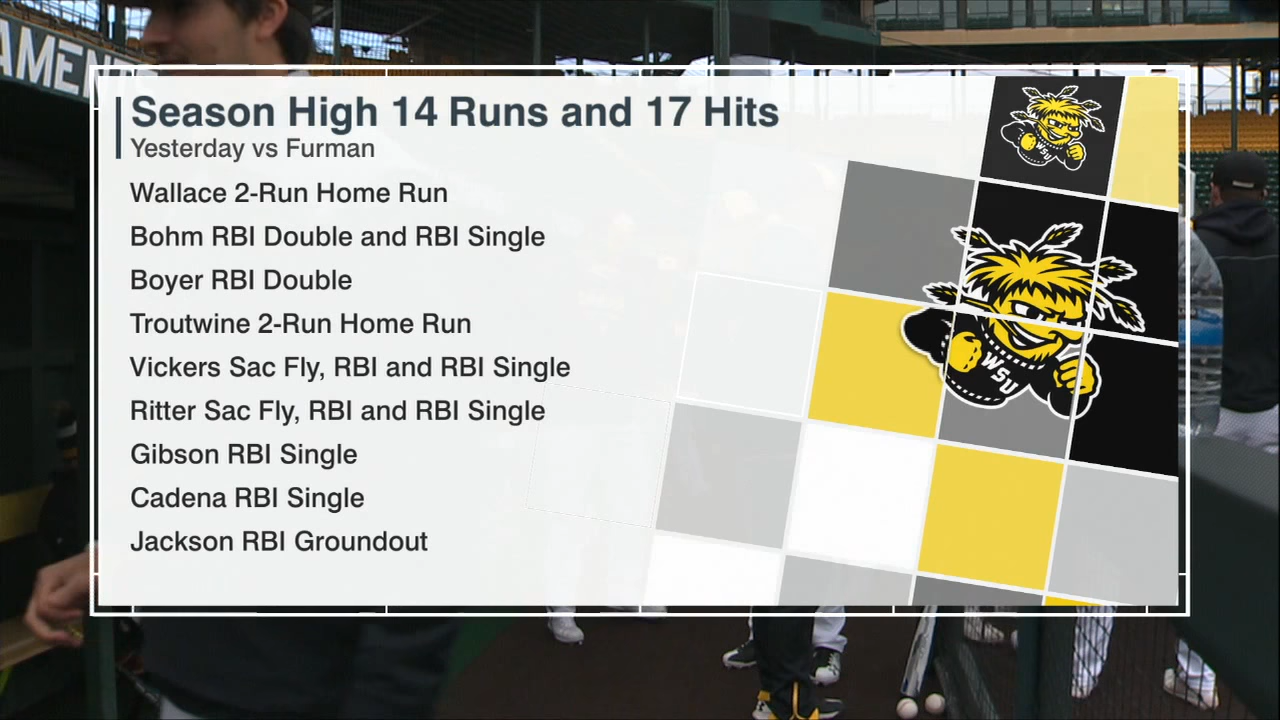 AMEN
Season High 14 Runs and 17 Hits
Yesterday vs Furman
Wallace 2-Run Home Run
Bohm RBI Double and RBI Single
Boyer RBI Double
Troutwine 2-Run Home Run
Vickers Sac Fly, RBI and RBI Single
Ritter Sac Fly, RBI and RBI Single
Gibson RBI Single
Cadena RBI Single
Jackson RBI Groundout
WSU
WSU